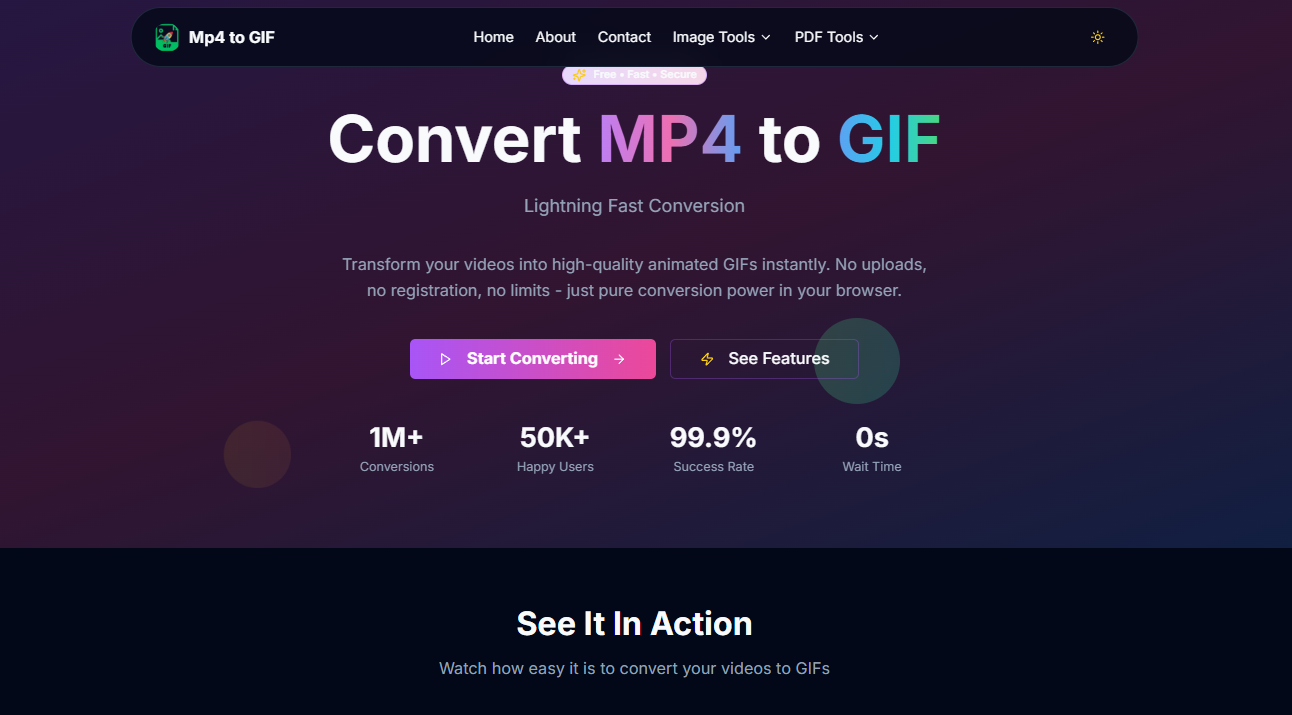 Mp4 to GIF
Home About Contact Image Tools PDF Tools
Free • Fast • Secure
Convert MP4 to GIF
Lightning Fast Conversion
Transform your videos into high-quality animated GIFs instantly. No uploads,
no registration, no limits - just pure conversion power in your browser.
Start Converting
See Features
1M+ 50K+ 99.9% 0s
Conversions Happy Users Success Rate Wait Time
See It In Action
Watch how easy it is to convert your videos to GIFs